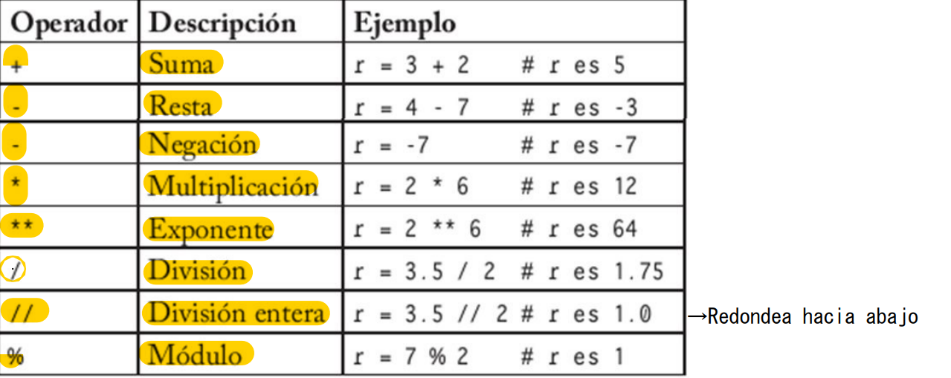 Operador Descripción Ejemplo
+ Suma r = 3 + 2 # r es 5
- Resta r = 4 - 7 # r es -3
- Negación r = -7 # r es -7
* Multiplicación r = 2 * 6 # r es 12
** Exponente r = 2 ** 6 # r es 64
/ División r = 3.5 / 2 # r es 1.75
// División entera r = 3.5 // 2 # r es 1.0 →Redondea hacia abajo
% Módulo r = 7 % 2 # r es 1